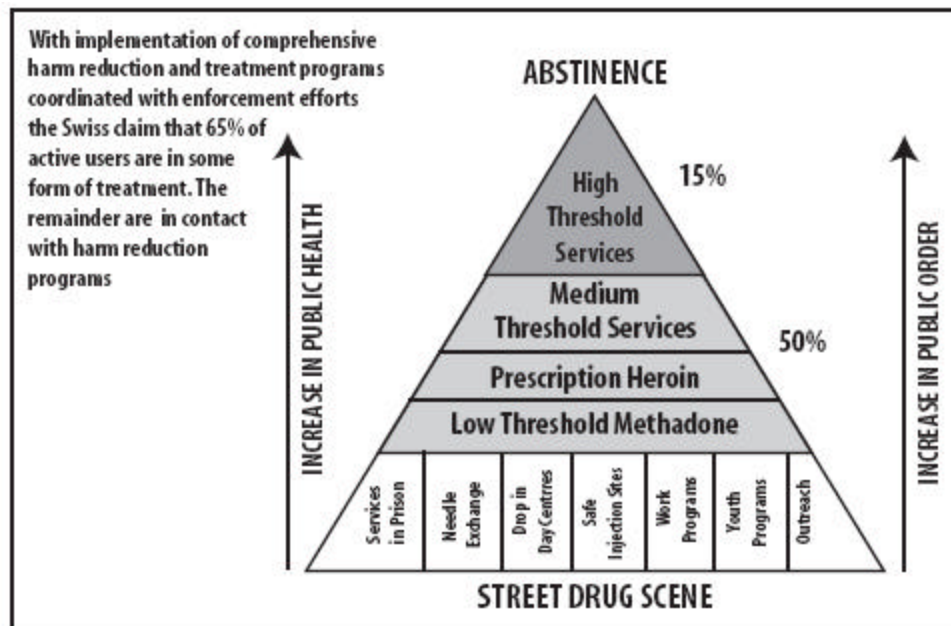 With implementation of comprehensive
harm reduction and treatment programs
coordinated with enforcement efforts
the Swiss claim that 65% of
active users are in some
form of treatment. The
remainder are in contact
with harm reduction
programs
ABSTINENCE
15%
High
Threshold
Services
Medium
Threshold Services
50%
Prescription Heroin
Low Threshold Methadone
Services
in Prison
Needle
Exchange
Drop in
Day Centrres
Safe
Injection Sites
Work
Programs
Youth
Programs
Outreach
STREET DRUG SCENE
INCREASE IN PUBLIC HEALTH
INCREASE IN PUBLIC ORDER